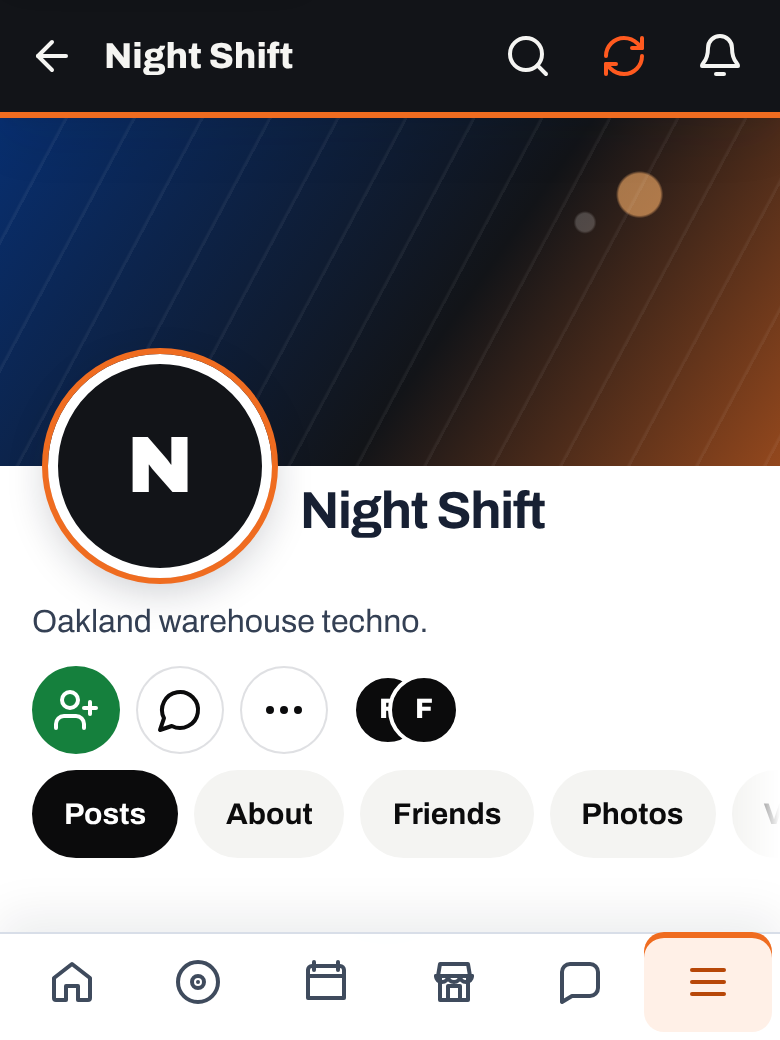 Night Shift
N
Night Shift
Oakland warehouse techno.
F
Posts About Friends Photos